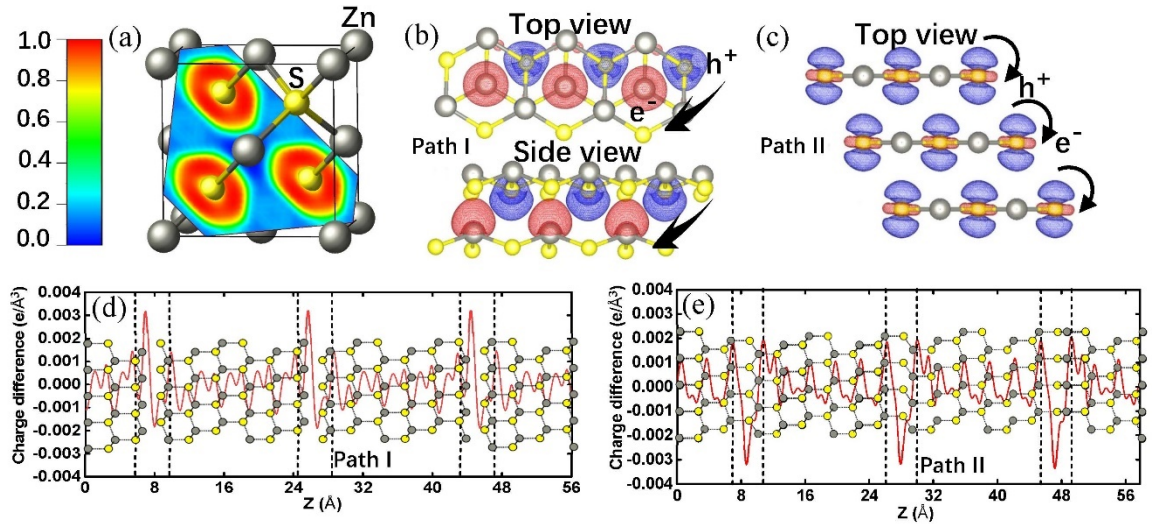 1.0
0.8
0.6
0.4
0.2
0.0
(a)
Zn
S
(b)
Top view
h+
e-
Path I
Side view
(c)
Top view
h+
Path II
e-
(d)
Charge difference (e/Å³)
0.004
0.003
0.002
0.001
0.000
-0.001
-0.002
-0.003
-0.004
Path I
0 8 16 24 32 40 48 56
Z (Å)
(e)
Charge difference (e/Å³)
0.004
0.003
0.002
0.001
0.000
-0.001
-0.002
-0.003
-0.004
Path II
0 8 16 24 32 40 48 56
Z (Å)